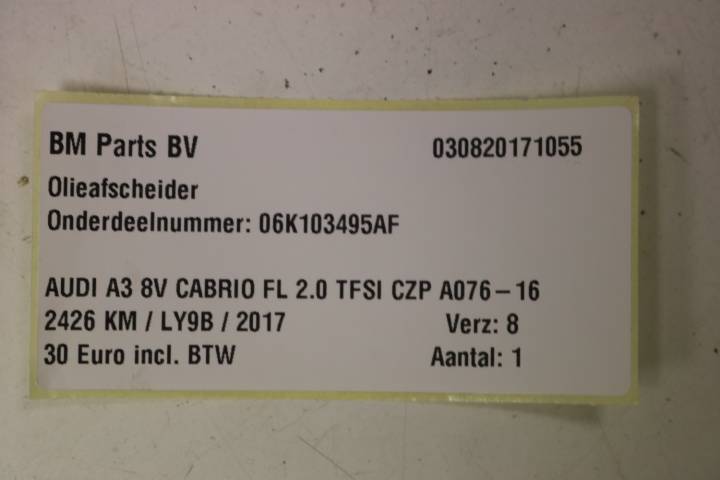 BM Parts BV 030820171055
Olieafscheider
Onderdeelnummer: 06K103495AF
AUDI A3 8V CABRIO FL 2.0 TFSI CZP A076-16
2426 KM / LY9B / 2017 Verz: 8
30 Euro incl. BTW Aantal: 1